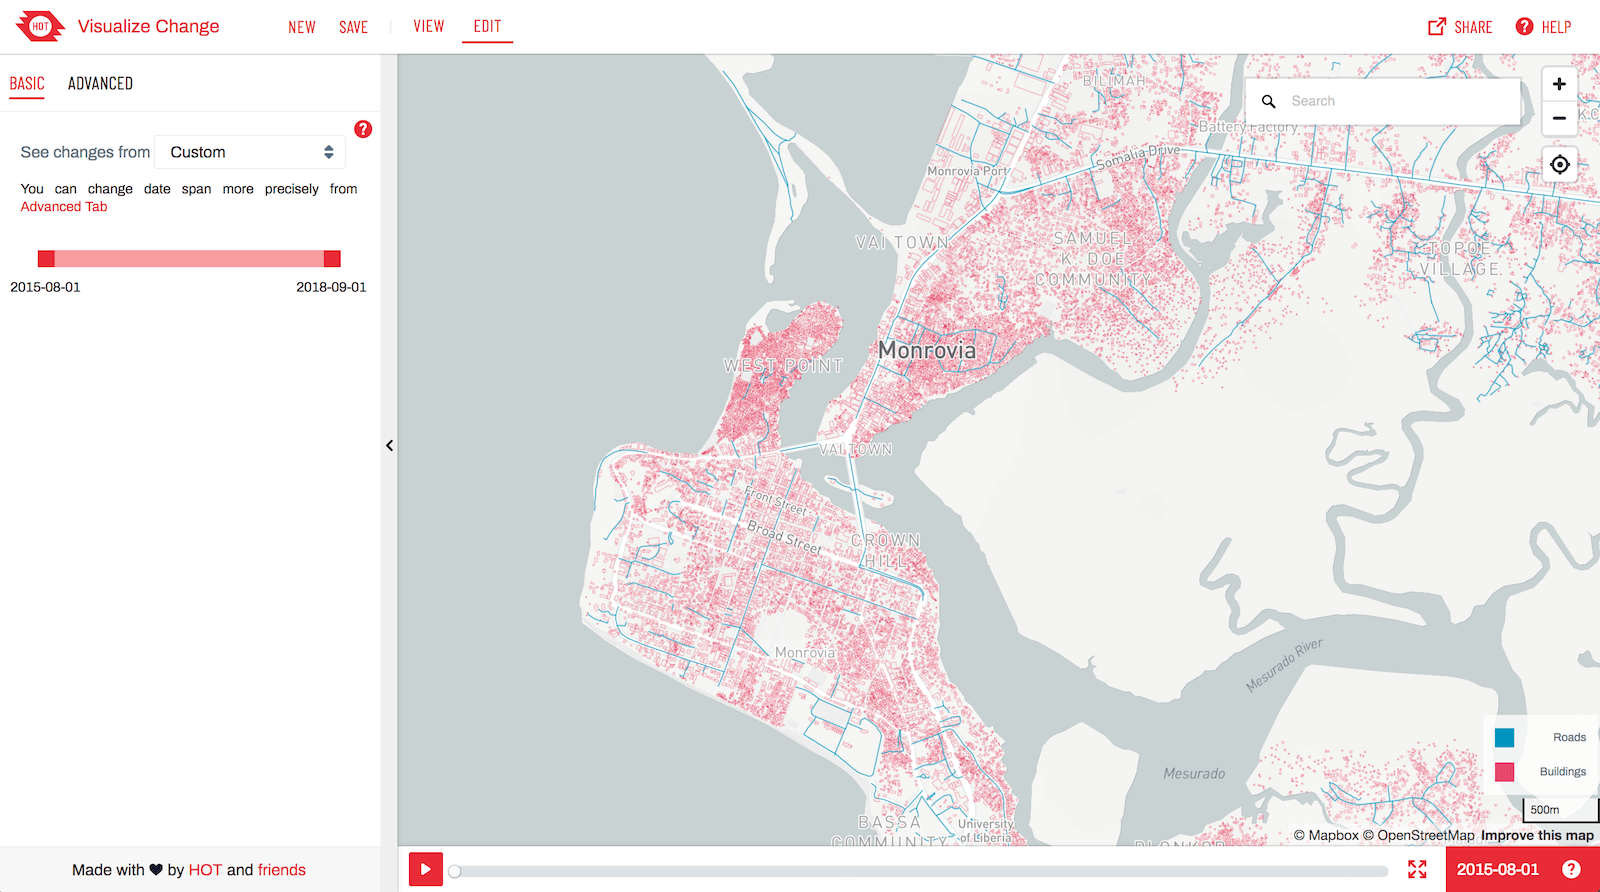 HOT
Visualize Change
NEW
SAVE
VIEW
EDIT
SHARE
HELP
BASIC
ADVANCED
See changes from
Custom
You can change date span more precisely from
Advanced Tab
2015-08-01
2018-09-01
Made with ♥ by HOT and friends
BILIMAH
Search
Battery Factory
K.C
Somalia Drive
Monrovia Port
VAI TOWN
SAMUEL
K. DOE
COMMUNITY
TOPOE
VILLAGE
Monrovia
WEST POINT
VAI TOWN
Front Street
Broad Street
CROWN
HILL
Monrovia
Mesurado River
Mesurado
BASSA
COMMUNITY
University
of Liberia
Roads
Buildings
500m
© Mapbox © OpenStreetMap Improve this map
2015-08-01